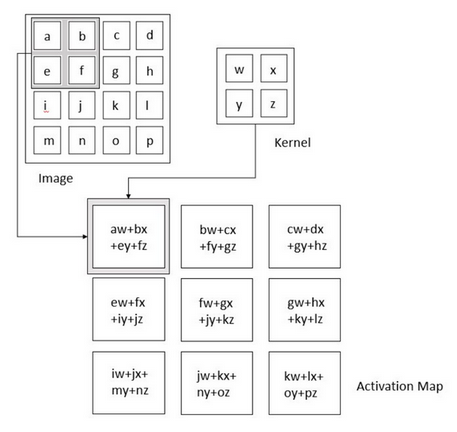 a b c d
e f g h
i j k l
m n o p
Image
w x
y z
Kernel
aw+bx
+ey+fz
bw+cx
+fy+gz
cw+dx
+gy+hz
ew+fx
+iy+jz
fw+gx
+jy+kz
gw+hx
+ky+lz
iw+jx+
my+nz
jw+kx+
ny+oz
kw+lx+
oy+pz
Activation Map